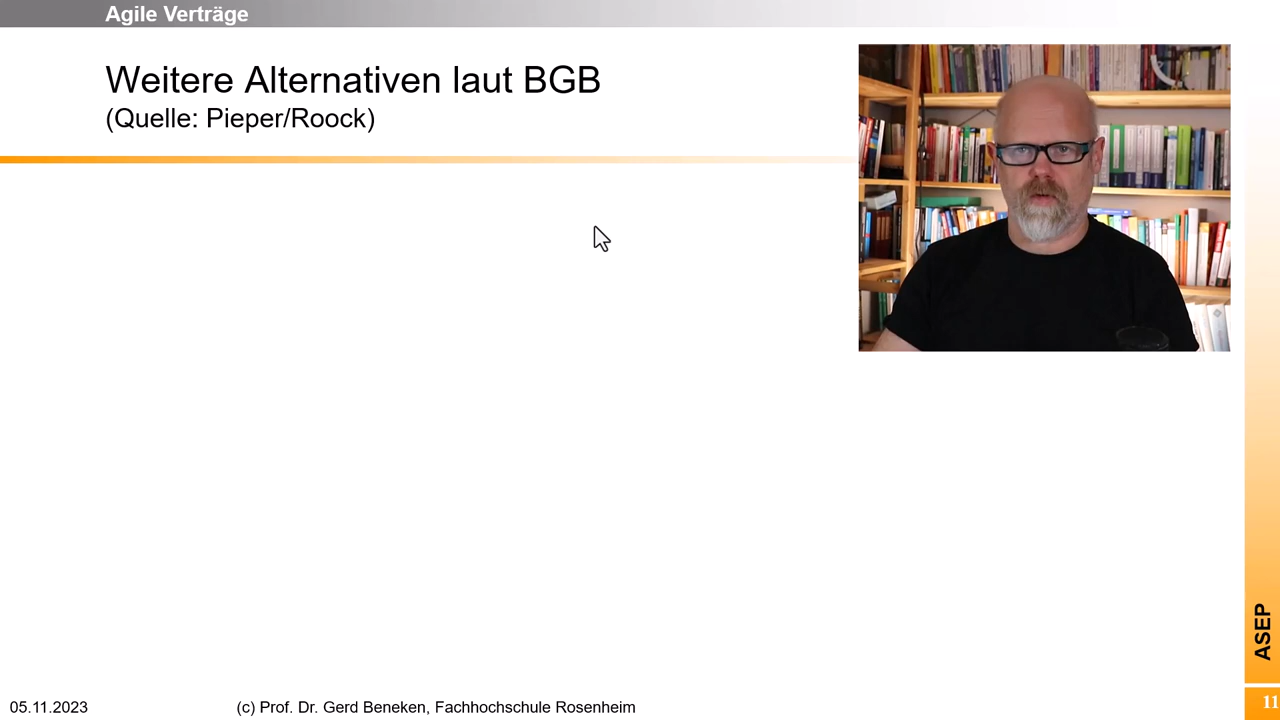 Agile Verträge
Weitere Alternativen laut BGB
(Quelle: Pieper/Roock)
ASEP
05.11.2023
(c) Prof. Dr. Gerd Beneken, Fachhochschule Rosenheim
11